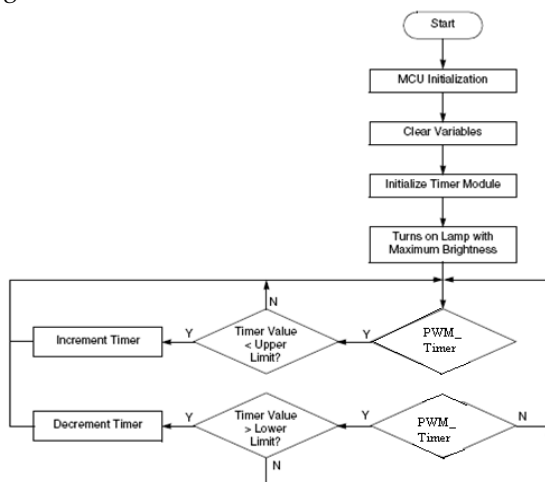 Start
MCU Initialization
Clear Variables
Initialize Timer Module
Turns on Lamp with
Maximum Brightness
N
Increment Timer
Y
Timer Value
< Upper
Limit?
Y
PWM_
Timer
Decrement Timer
Y
Timer Value
> Lower
Limit?
Y
PWM_
Timer
N
N